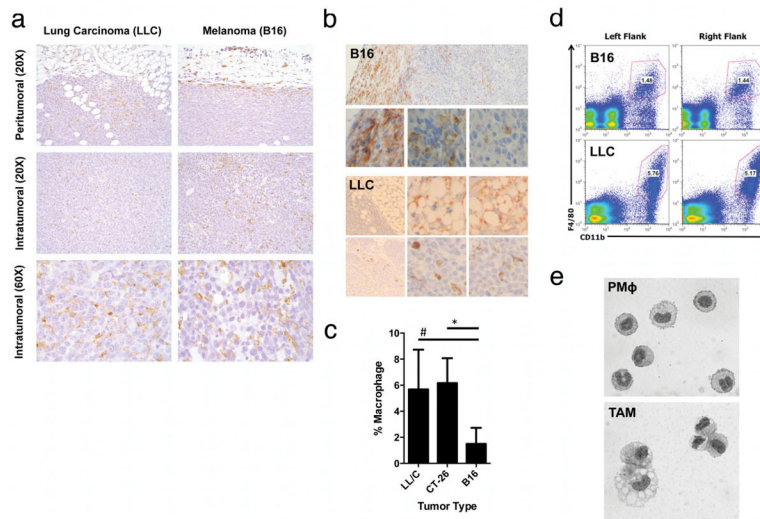 a
Lung Carcinoma (LLC)
Melanoma (B16)
Peritumoral (20X)
Intratumoral (20X)
Intratumoral (60X)
b
B16
LLC
c
*
#
% Macrophage
10
8
6
4
2
0
LL/C
CT-26
B16
Tumor Type
d
Left Flank
Right Flank
B16
1.48
1.44
LLC
5.76
5.17
F4/80
CD11b
e
PMϕ
TAM